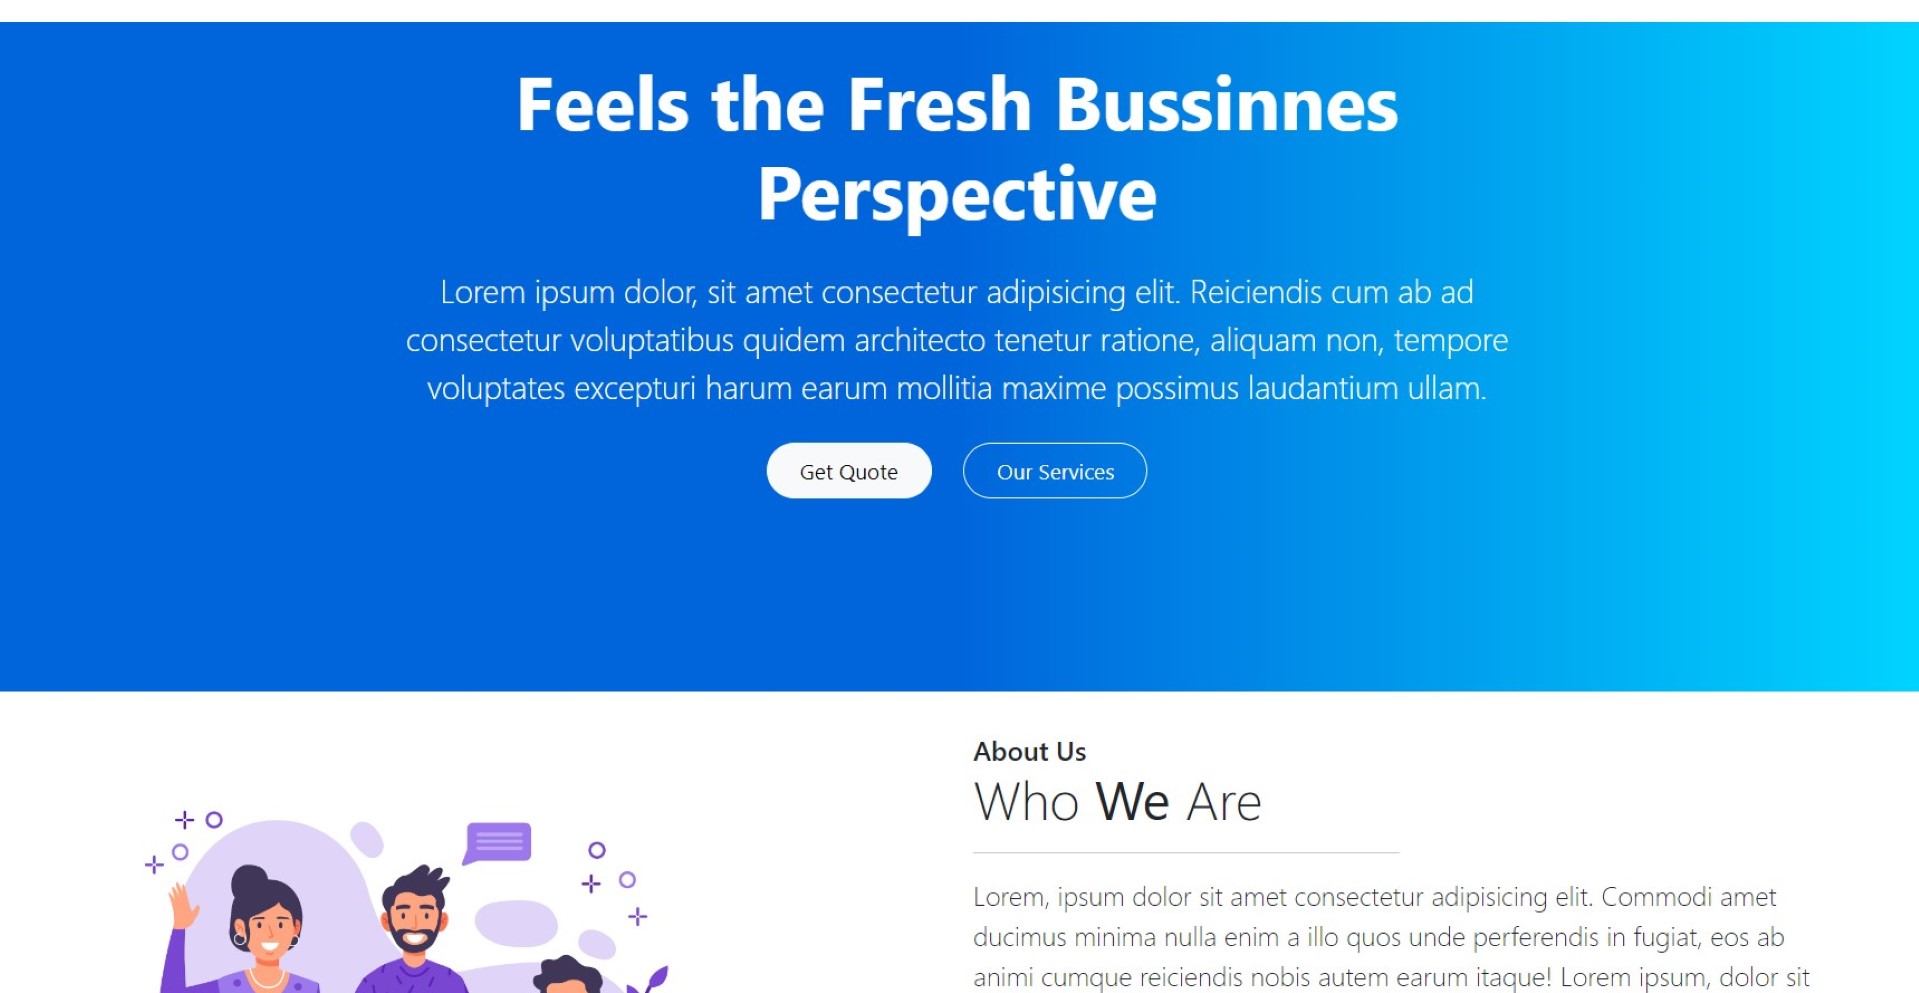 Feels the Fresh Bussinnes
Perspective
Lorem ipsum dolor, sit amet consectetur adipisicing elit. Reiciendis cum ab ad
consectetur voluptatibus quidem architecto tenetur ratione, aliquam non, tempore
voluptates excepturi harum earum mollitia maxime possimus laudantium ullam.
Get Quote
Our Services
About Us
Who We Are
Lorem, ipsum dolor sit amet consectetur adipisicing elit. Commodi amet
ducimus minima nulla enim a illo quos unde perferendis in fugiat, eos ab
animi cumque reiciendis nobis autem earum itaque! Lorem ipsum, dolor sit